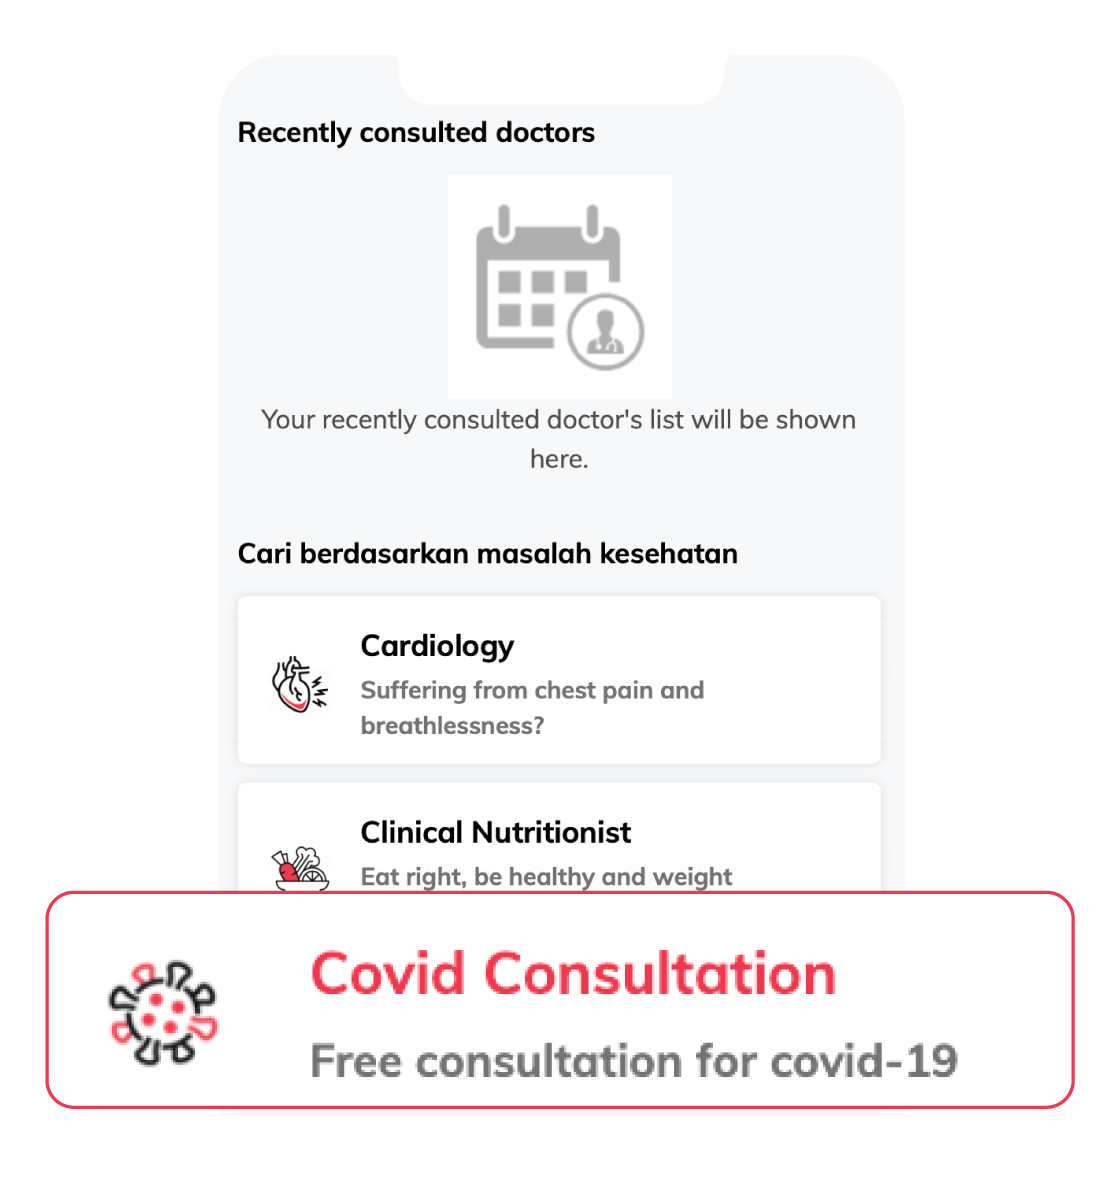 Recently consulted doctors
Your recently consulted doctor's list will be shown
here.
Cari berdasarkan masalah kesehatan
Cardiology
Suffering from chest pain and
breathlessness?
Clinical Nutritionist
Eat right, be healthy and weight
Covid Consultation
Free consultation for covid-19